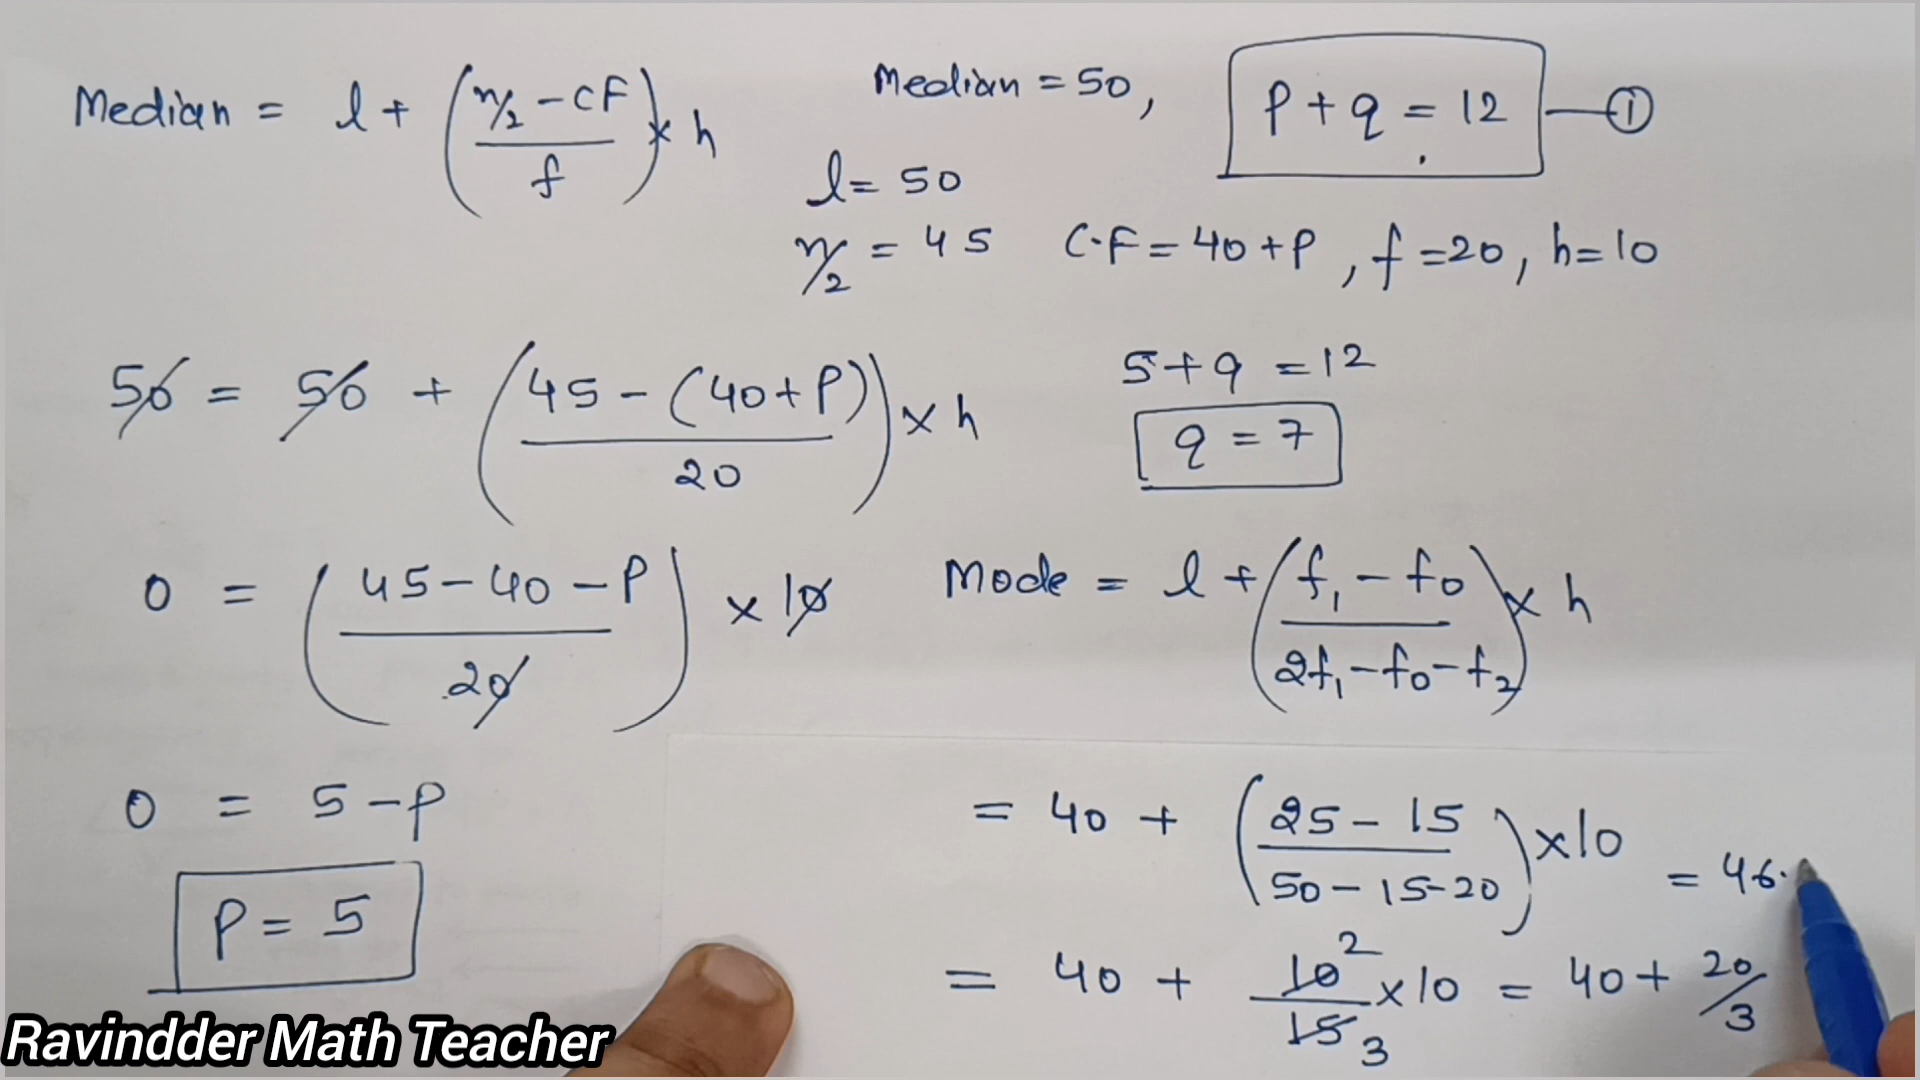 Median = l + (n/2 - CF / f) × h
Median = 50, P + q = 12 — ①
l = 50
n/2 = 45 C.F = 40 + P, f = 20, h = 10
50 = 50 + (45 - (40 + P) / 20) × h
5 + q = 12
q = 7
0 = (45 - 40 - P / 20) × 10
Mode = l + (f₁ - f₀ / 2f₁ - f₀ - f₂) × h
0 = 5 - P
P = 5
= 40 + (25 - 15 / 50 - 15 - 20) × 10 = 46.
= 40 + 10 2 / 15 3 × 10 = 40 + 20/3
Ravindder Math Teacher